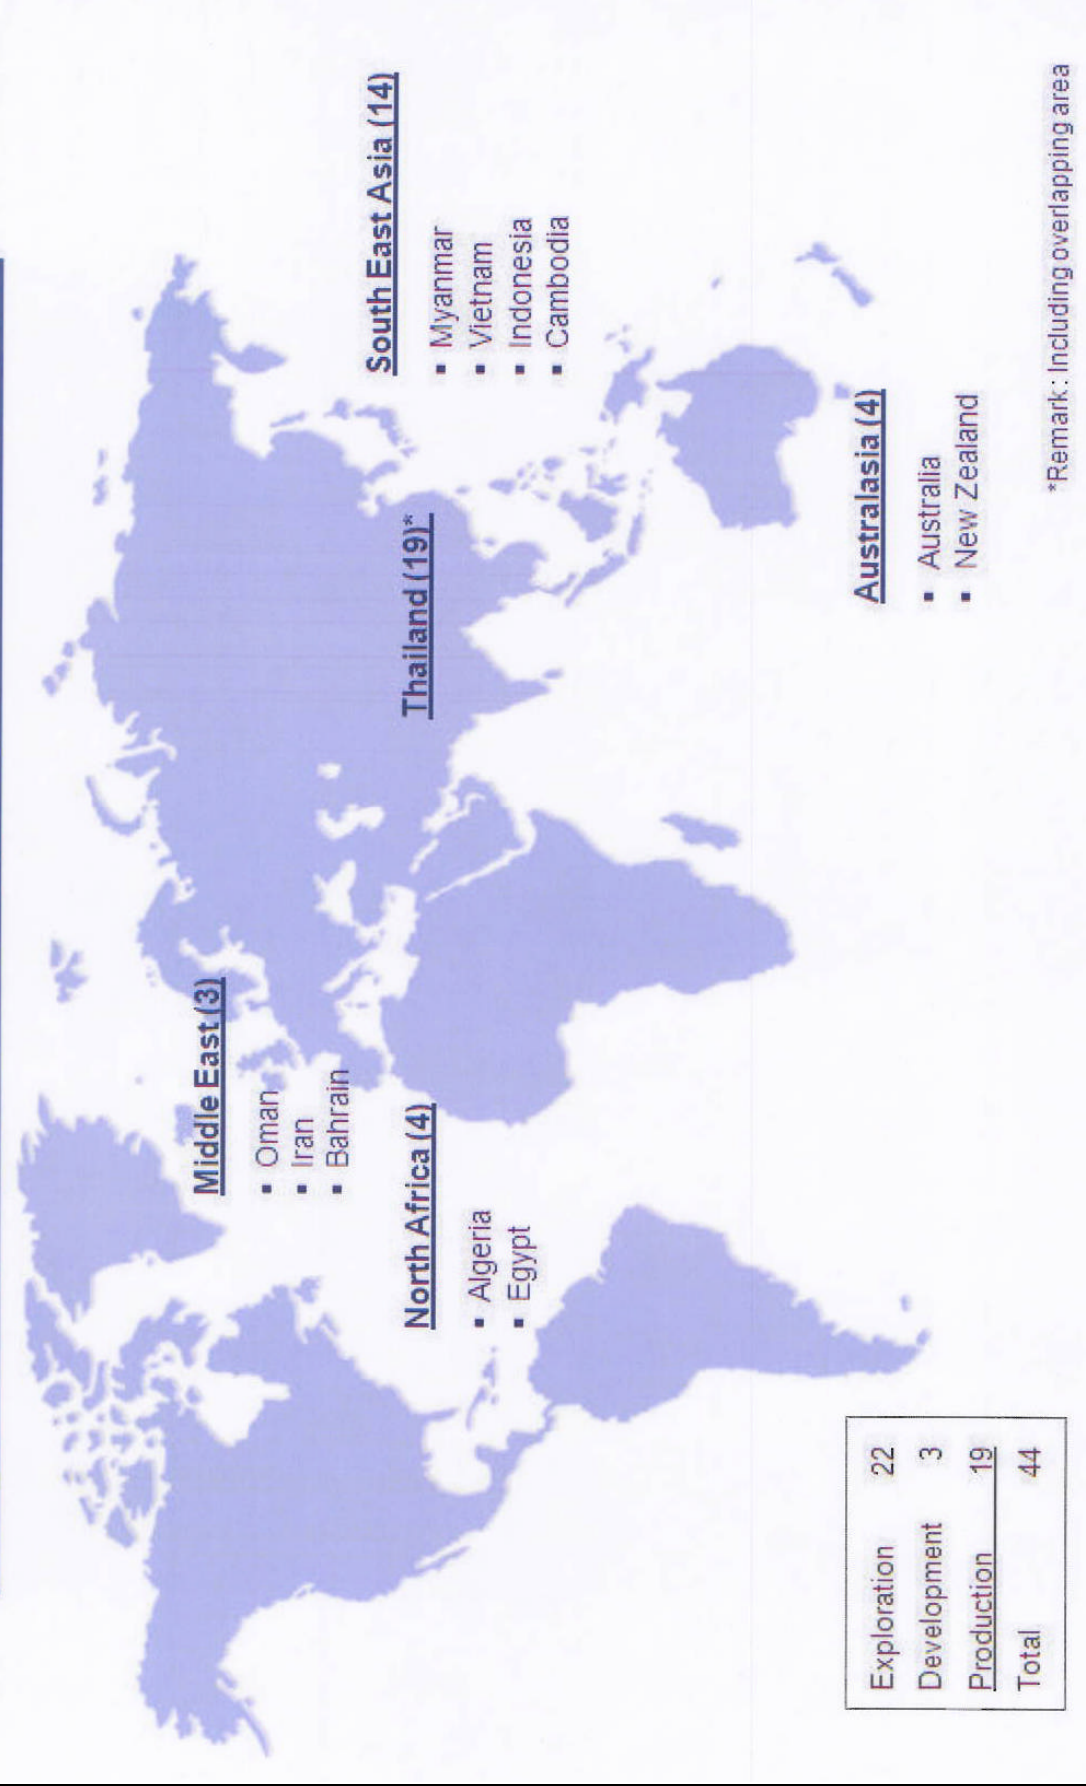 Middle East (3)
▪ Oman
▪ Iran
▪ Bahrain
North Africa (4)
▪ Algeria
▪ Egypt
Thailand (19)*
South East Asia (14)
▪ Myanmar
▪ Vietnam
▪ Indonesia
▪ Cambodia
Australasia (4)
▪ Australia
▪ New Zealand
Exploration 22
Development 3
Production 19
Total 44
*Remark : Including overlapping area